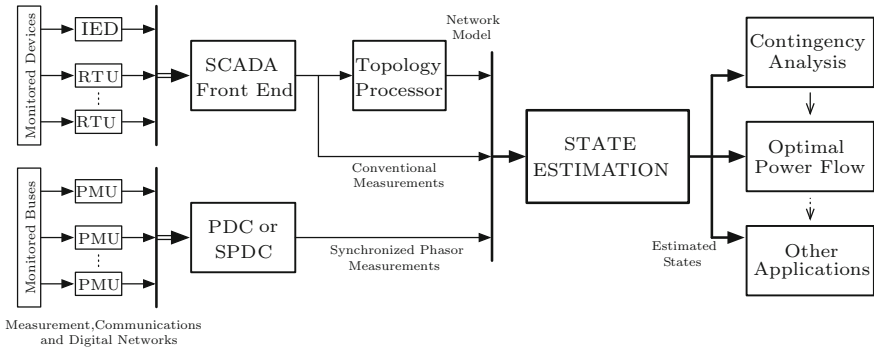 Monitored Devices
IED
RTU
RTU
SCADA
Front End
Topology
Processor
Network
Model
Conventional
Measurements
Monitored Buses
PMU
PMU
PMU
PDC or
SPDC
Synchronized Phasor
Measurements
STATE
ESTIMATION
Estimated
States
Contingency
Analysis
Optimal
Power Flow
Other
Applications
Measurement,Communications
and Digital Networks